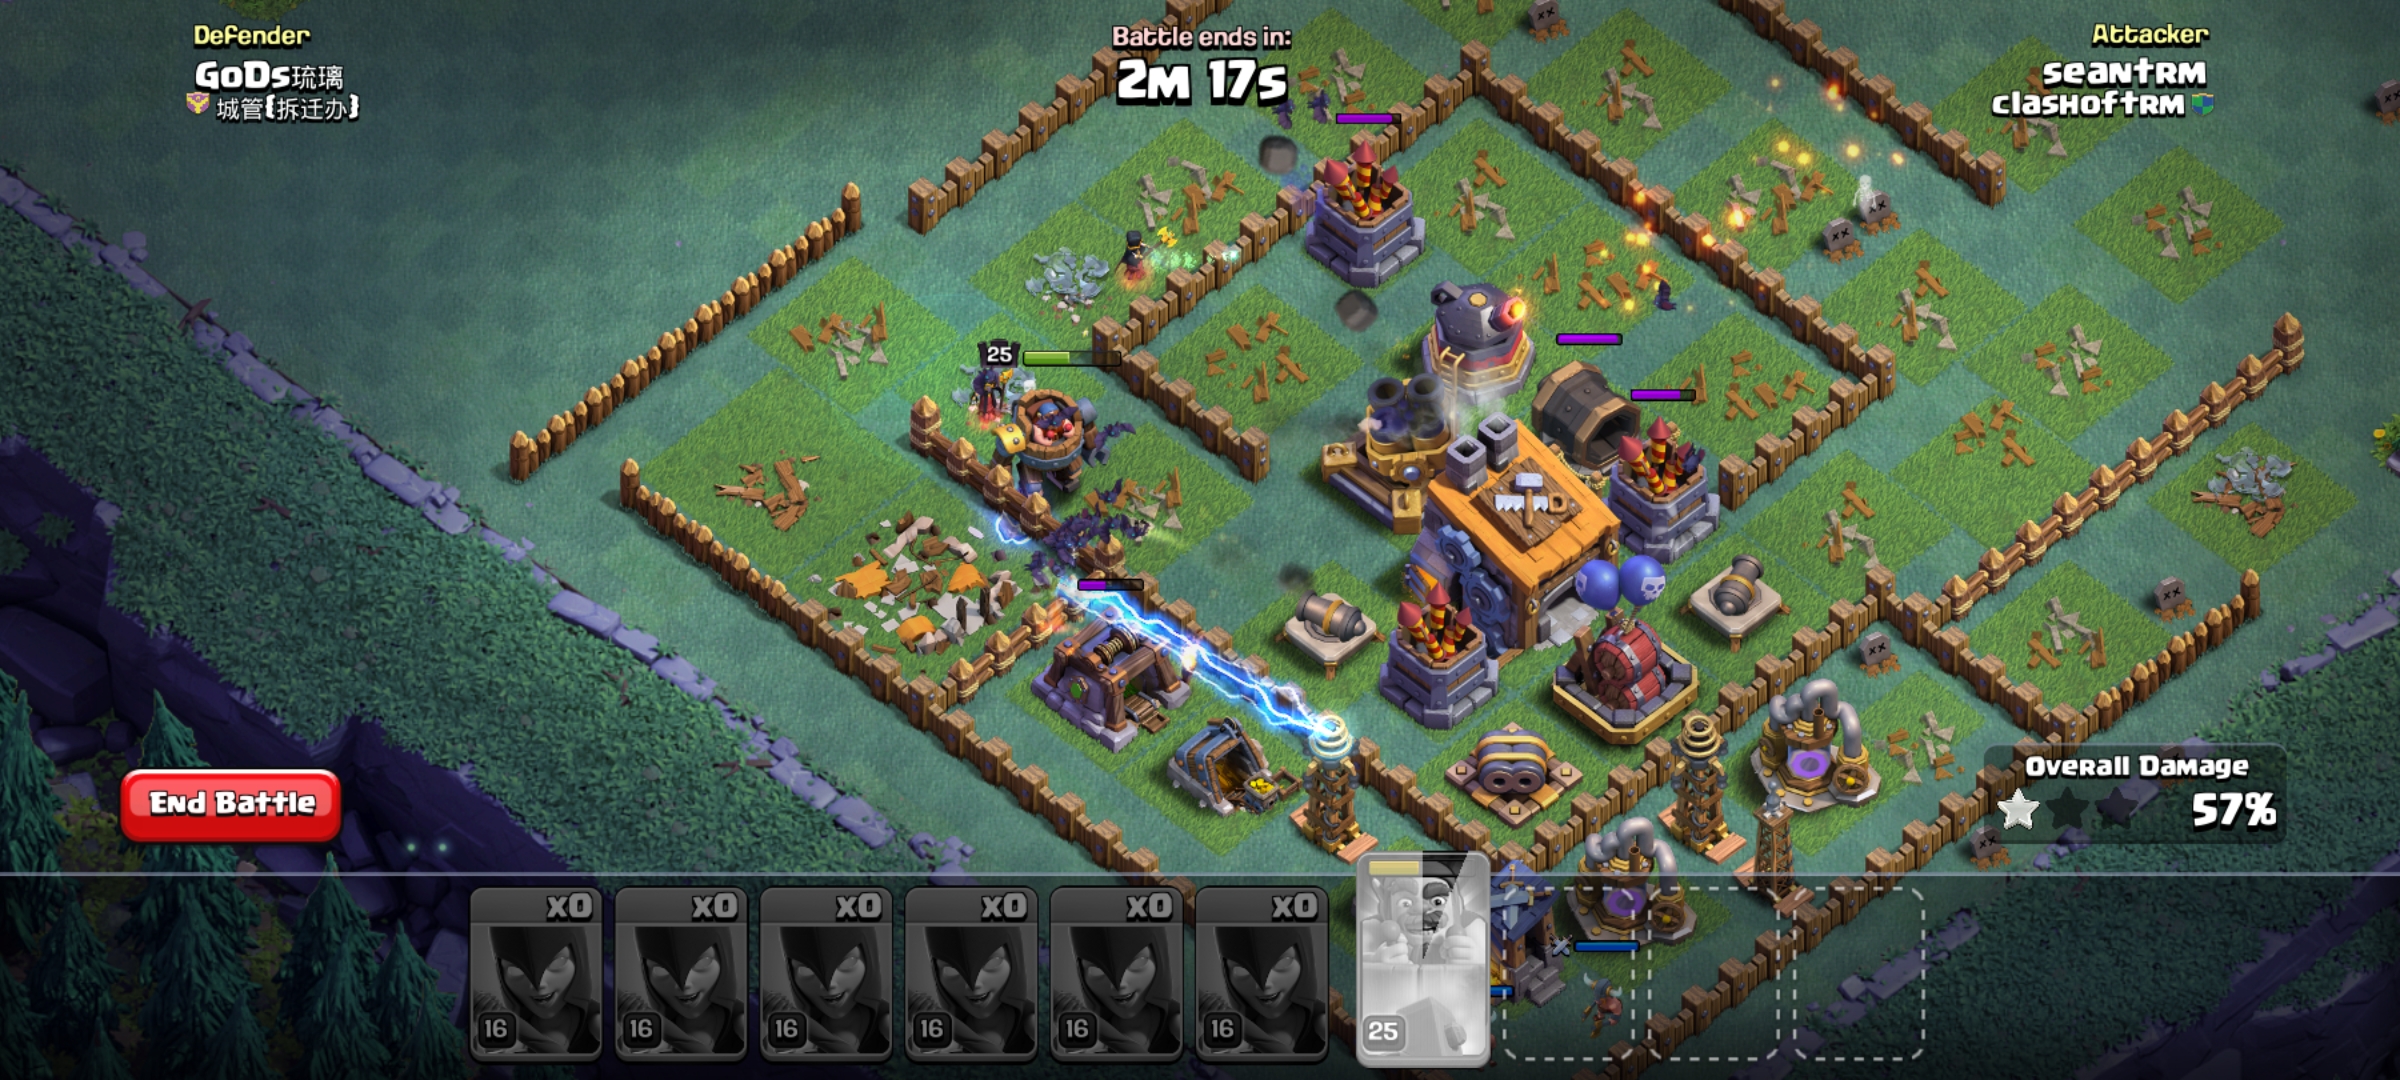 Defender
GoDs琉璃
城管{拆迁办}
Battle ends in:
2M 17s
Attacker
seantRM
clashoftRM
25
End Battle
Overall Damage
57%
x0
x0
x0
x0
x0
x0
16
16
16
16
16
16
25